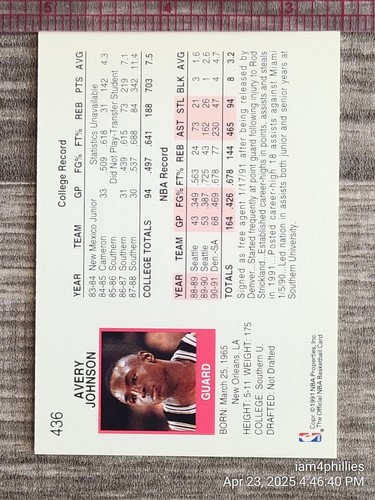 5 4 3
436
AVERY
JOHNSON
GUARD
BORN: March 25, 1965
New Orleans, LA
HEIGHT: 5-11 WEIGHT: 175
COLLEGE: Southern U.
DRAFTED: Not Drafted
Copr. © 1991 NBA Properties, Inc.
The Official NBA Basketball Card
College Record
YEAR TEAM GP FG% FT% REB PTS AVG
83-84 New Mexico Junior Statistics Unavailable
84-85 Cameron 33 .509 .618 31 142 4.3
85-86 Southern Did Not Play-Transfer Student
86-87 Southern 31 .439 .615 73 219 7.1
87-88 Southern 30 .537 .688 84 342 11.4
COLLEGE TOTALS 94 .497 .641 188 703 7.5
NBA Record
YEAR TEAM GP FG% FT% REB AST STL BLK AVG
88-89 Seattle 43 .349 .563 24 73 21 3 1.6
89-90 Seattle 53 .387 .725 43 162 26 1 2.6
90-91 Den.-SA 68 .469 .678 77 230 47 4 4.7
TOTALS 164 .426 .678 144 465 94 8 3.2
Signed as free agent 1/17/91 after being released by
Denver...Started frequently at point guard following injury to Rod
Strickland...Established career-highs in points, assists and steals
in 1991...Posted career-high 18 assists against Miami
1/5/90...Led nation in assists both junior and senior years at
Southern University.
iam4phillies
Apr 23, 2025 4:46:40 PM